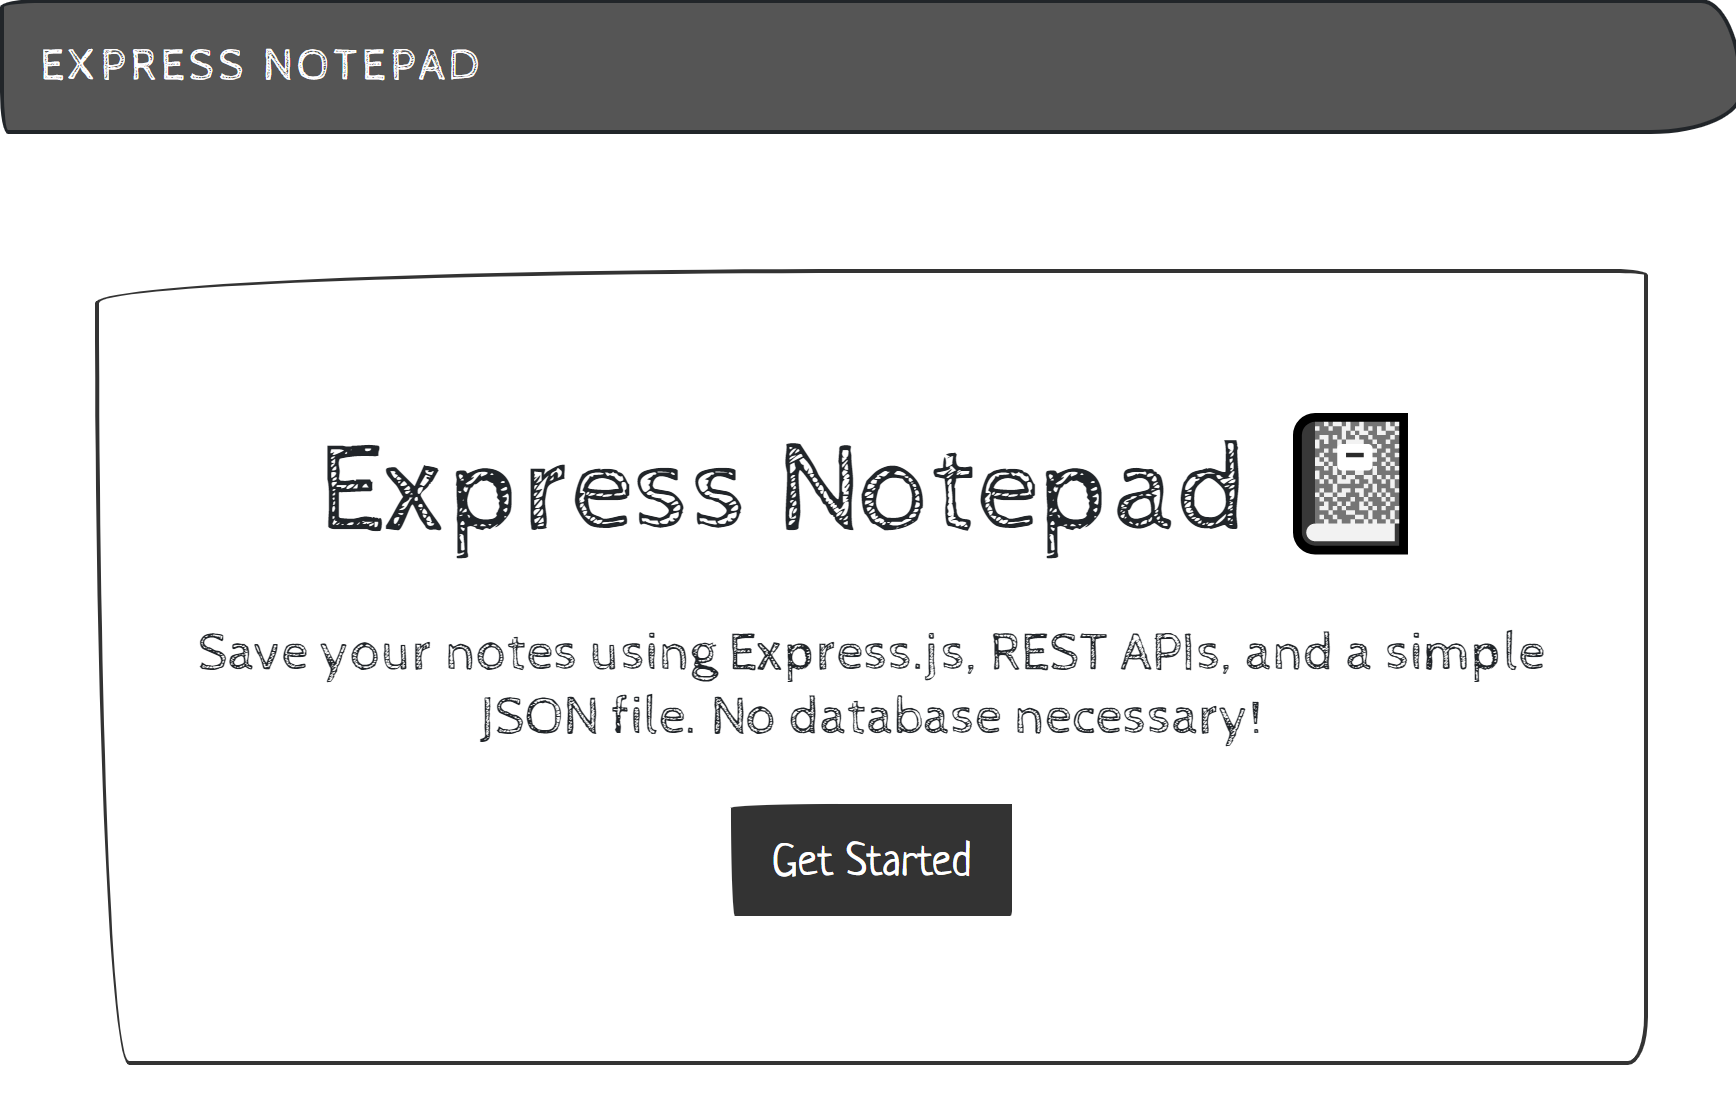 EXPRESS NOTEPAD
Express Notepad
Save your notes using Express.js, REST APIs, and a simple
JSON file. No database necessary!
Get Started